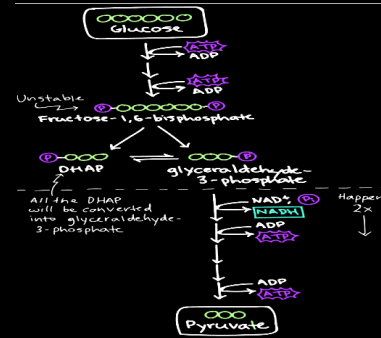 Glucose
ATP
ADP
ATP
ADP
Unstable
P P
Fructose-1,6-bisphosphate
P P
DHAP
glyceraldehyde-
3-phosphate
All the DHAP
will be converted
into glyceraldehyde-
3-phosphate
NAD+, Pi
NADH
ADP
ATP
Happen
2x
ADP
ATP
Pyruvate